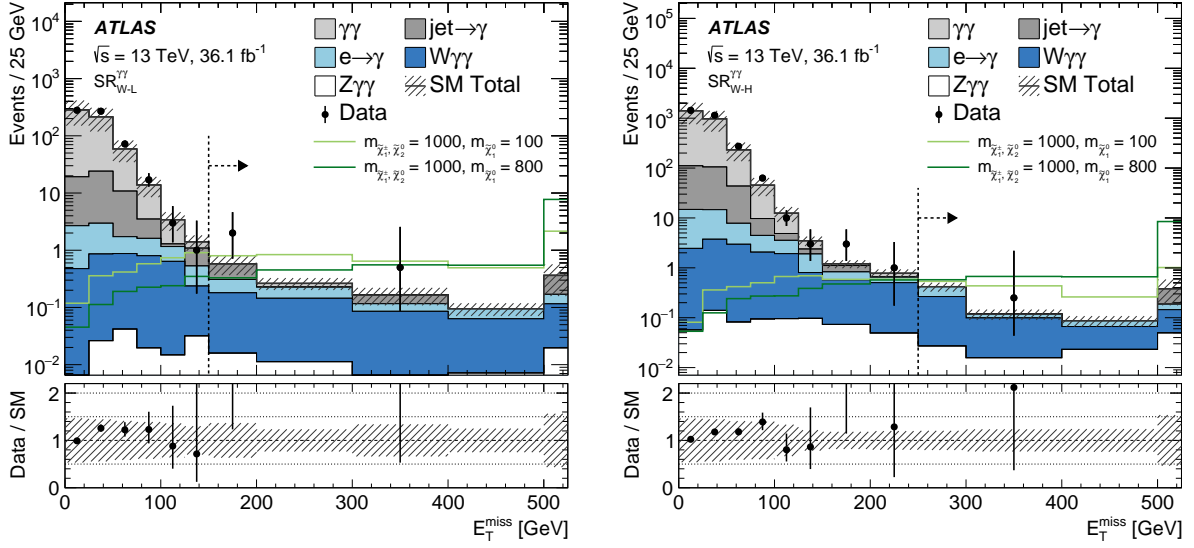 Events / 25 GeV
10⁴
10³
10²
10
1
10⁻¹
10⁻²
ATLAS
√s = 13 TeV, 36.1 fb⁻¹
SR^γγ_W-L
γγ
jet→γ
e→γ
Wγγ
Zγγ
SM Total
Data
m_χ̃₁±, χ̃₂⁰ = 1000, m_χ̃₁⁰ = 100
m_χ̃₁±, χ̃₂⁰ = 1000, m_χ̃₁⁰ = 800
Data / SM
2
1
0
0 100 200 300 400 500
E_T^miss [GeV]
Events / 25 GeV
10⁵
10⁴
10³
10²
10
1
10⁻¹
10⁻²
ATLAS
√s = 13 TeV, 36.1 fb⁻¹
SR^γγ_W-H
γγ
jet→γ
e→γ
Wγγ
Zγγ
SM Total
Data
m_χ̃₁±, χ̃₂⁰ = 1000, m_χ̃₁⁰ = 100
m_χ̃₁±, χ̃₂⁰ = 1000, m_χ̃₁⁰ = 800
Data / SM
2
1
0
0 100 200 300 400 500
E_T^miss [GeV]